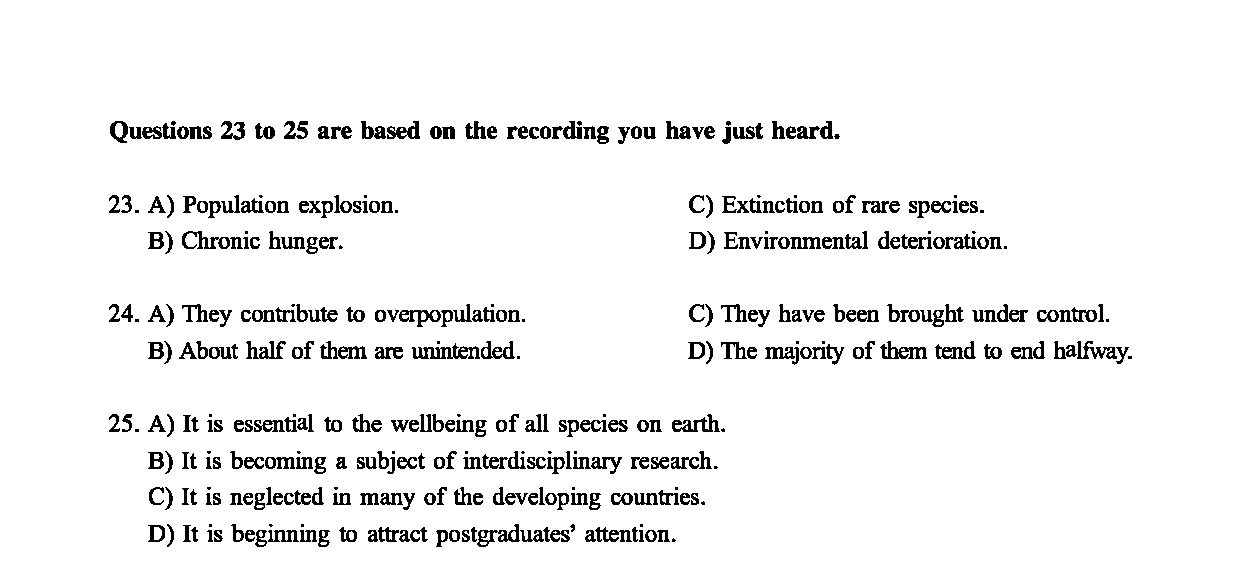 Questions 23 to 25 are based on the recording you have just heard.
23. A) Population explosion. C) Extinction of rare species.
B) Chronic hunger. D) Environmental deterioration.
24. A) They contribute to overpopulation. C) They have been brought under control.
B) About half of them are unintended. D) The majority of them tend to end halfway.
25. A) It is essential to the wellbeing of all species on earth.
B) It is becoming a subject of interdisciplinary research.
C) It is neglected in many of the developing countries.
D) It is beginning to attract postgraduates' attention.